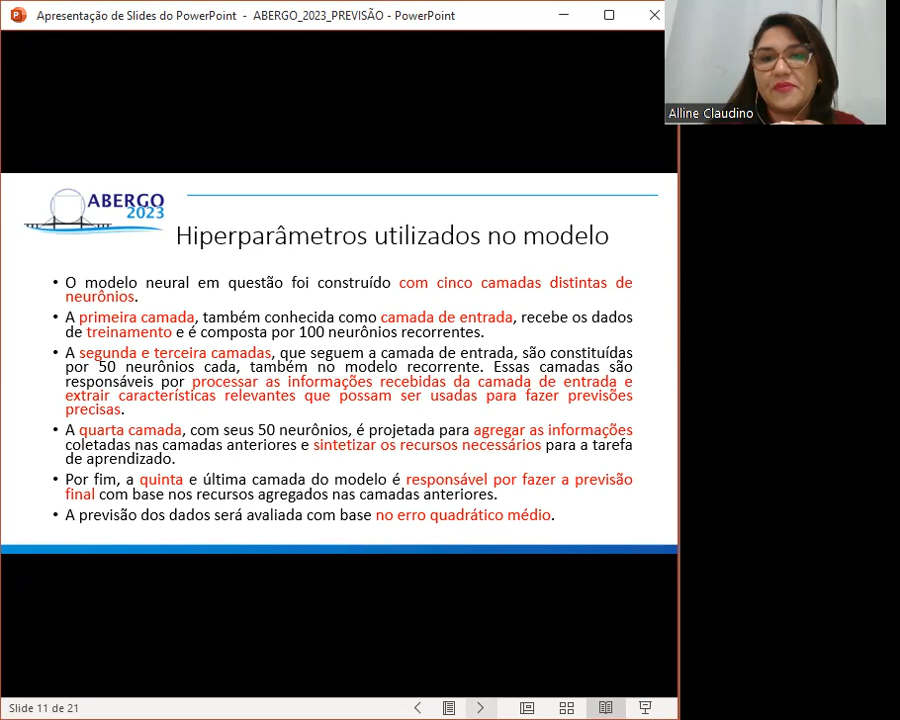 Apresentação de Slides do PowerPoint - ABERGO_2023_PREVISÃO - PowerPoint
Alline Claudino
ABERGO
2023
Hiperparâmetros utilizados no modelo
• O modelo neural em questão foi construído com cinco camadas distintas de
neurônios.
• A primeira camada, também conhecida como camada de entrada, recebe os dados
de treinamento e é composta por 100 neurônios recorrentes.
• A segunda e terceira camadas, que seguem a camada de entrada, são constituídas
por 50 neurônios cada, também no modelo recorrente. Essas camadas são
responsáveis por processar as informações recebidas da camada de entrada e
extrair características relevantes que possam ser usadas para fazer previsões
precisas.
• A quarta camada, com seus 50 neurônios, é projetada para agregar as informações
coletadas nas camadas anteriores e sintetizar os recursos necessários para a tarefa
de aprendizado.
• Por fim, a quinta e última camada do modelo é responsável por fazer a previsão
final com base nos recursos agregados nas camadas anteriores.
• A previsão dos dados será avaliada com base no erro quadrático médio.
Slide 11 de 21